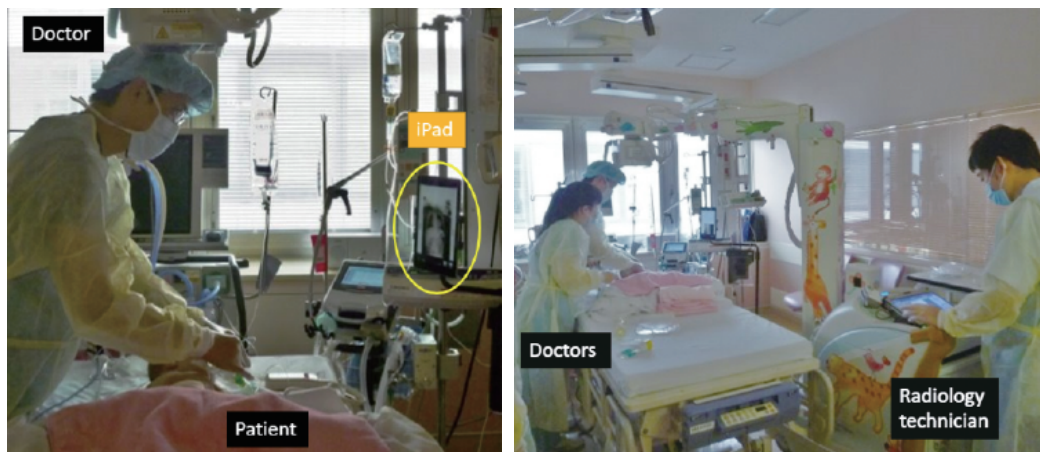 Doctor
iPad
Patient
Doctors
Radiology
technician